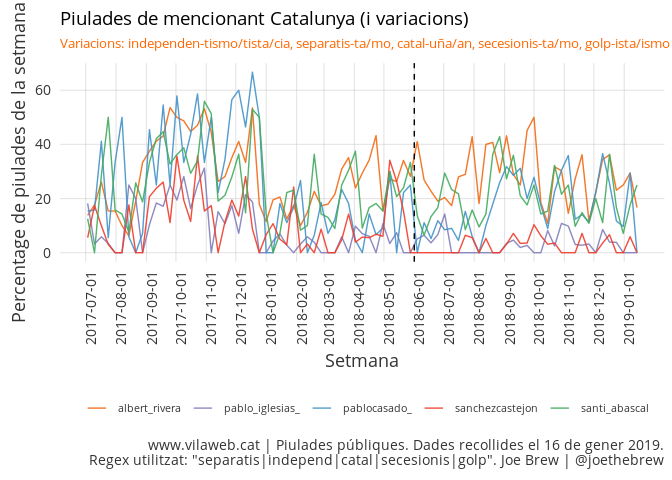 Piulades de mencionant Catalunya (i variacions)
Variacions: independen-tismo/tista/cia, separatis-ta/mo, catal-uña/an, secesionis-ta/mo, golp-ista/ismo
Percentage de piulades de la setmana
60
40
20
0
2017-07-01
2017-08-01
2017-09-01
2017-10-01
2017-11-01
2017-12-01
2018-01-01
2018-02-01
2018-03-01
2018-04-01
2018-05-01
2018-06-01
2018-07-01
2018-08-01
2018-09-01
2018-10-01
2018-11-01
2018-12-01
2019-01-01
Setmana
albert_rivera
pablo_iglesias_
pablocasado_
sanchezcastejon
santi_abascal
www.vilaweb.cat | Piulades públiques. Dades recollides el 16 de gener 2019.
Regex utilitzat: "separatis|independ|catal|secesionis|golp". Joe Brew | @joethebrew